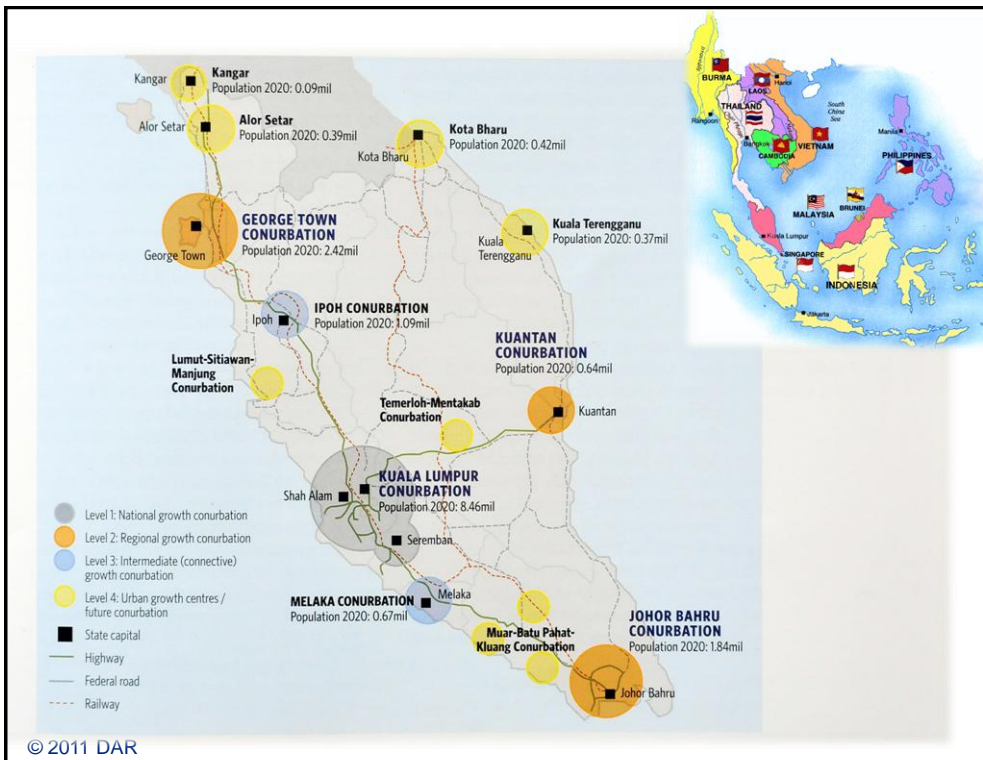 Kangar
Kangar
Population 2020: 0.09mil
Alor Setar
Alor Setar
Population 2020: 0.39mil
Kota Bharu
Kota Bharu
Population 2020: 0.42mil
GEORGE TOWN
CONURBATION
Population 2020: 2.42mil
George Town
Kuala Terengganu
Population 2020: 0.37mil
Kuala
Terengganu
IPOH CONURBATION
Population 2020: 1.09mil
Ipoh
KUANTAN
CONURBATION
Population 2020: 0.64mil
Kuantan
Lumut-Sitiawan-
Manjung
Conurbation
Temerloh-Mentakab
Conurbation
KUALA LUMPUR
CONURBATION
Population 2020: 8.46mil
Shah Alam
Seremban
MELAKA CONURBATION
Population 2020: 0.67mil
Melaka
Muar-Batu Pahat-
Kluang Conurbation
JOHOR BAHRU
CONURBATION
Population 2020: 1.84mil
Johor Bahru
Level 1: National growth conurbation
Level 2: Regional growth conurbation
Level 3: Intermediate (connective)
growth conurbation
Level 4: Urban growth centres /
future conurbation
State capital
Highway
Federal road
Railway
BURMA
LAOS
Hanoi
THAILAND
Rangoon
Bangkok
VIETNAM
CAMBODIA
South
China
Sea
Manila
PHILIPPINES
MALAYSIA
BRUNEI
Kuala Lumpur
SINGAPORE
INDONESIA
Jakarta
© 2011 DAR